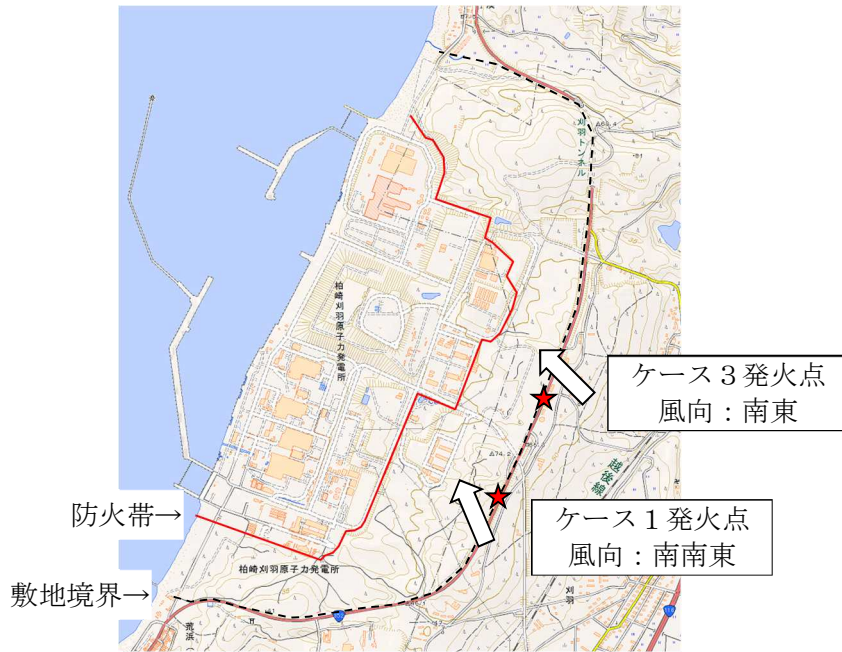 刈羽トンネル
柏崎刈羽原子力発電所
ケース3発火点
風向：南東
△74.2
越後線
防火帯→
ケース1発火点
風向：南南東
柏崎刈羽原子力発電所
敷地境界→
刈羽
荒浜